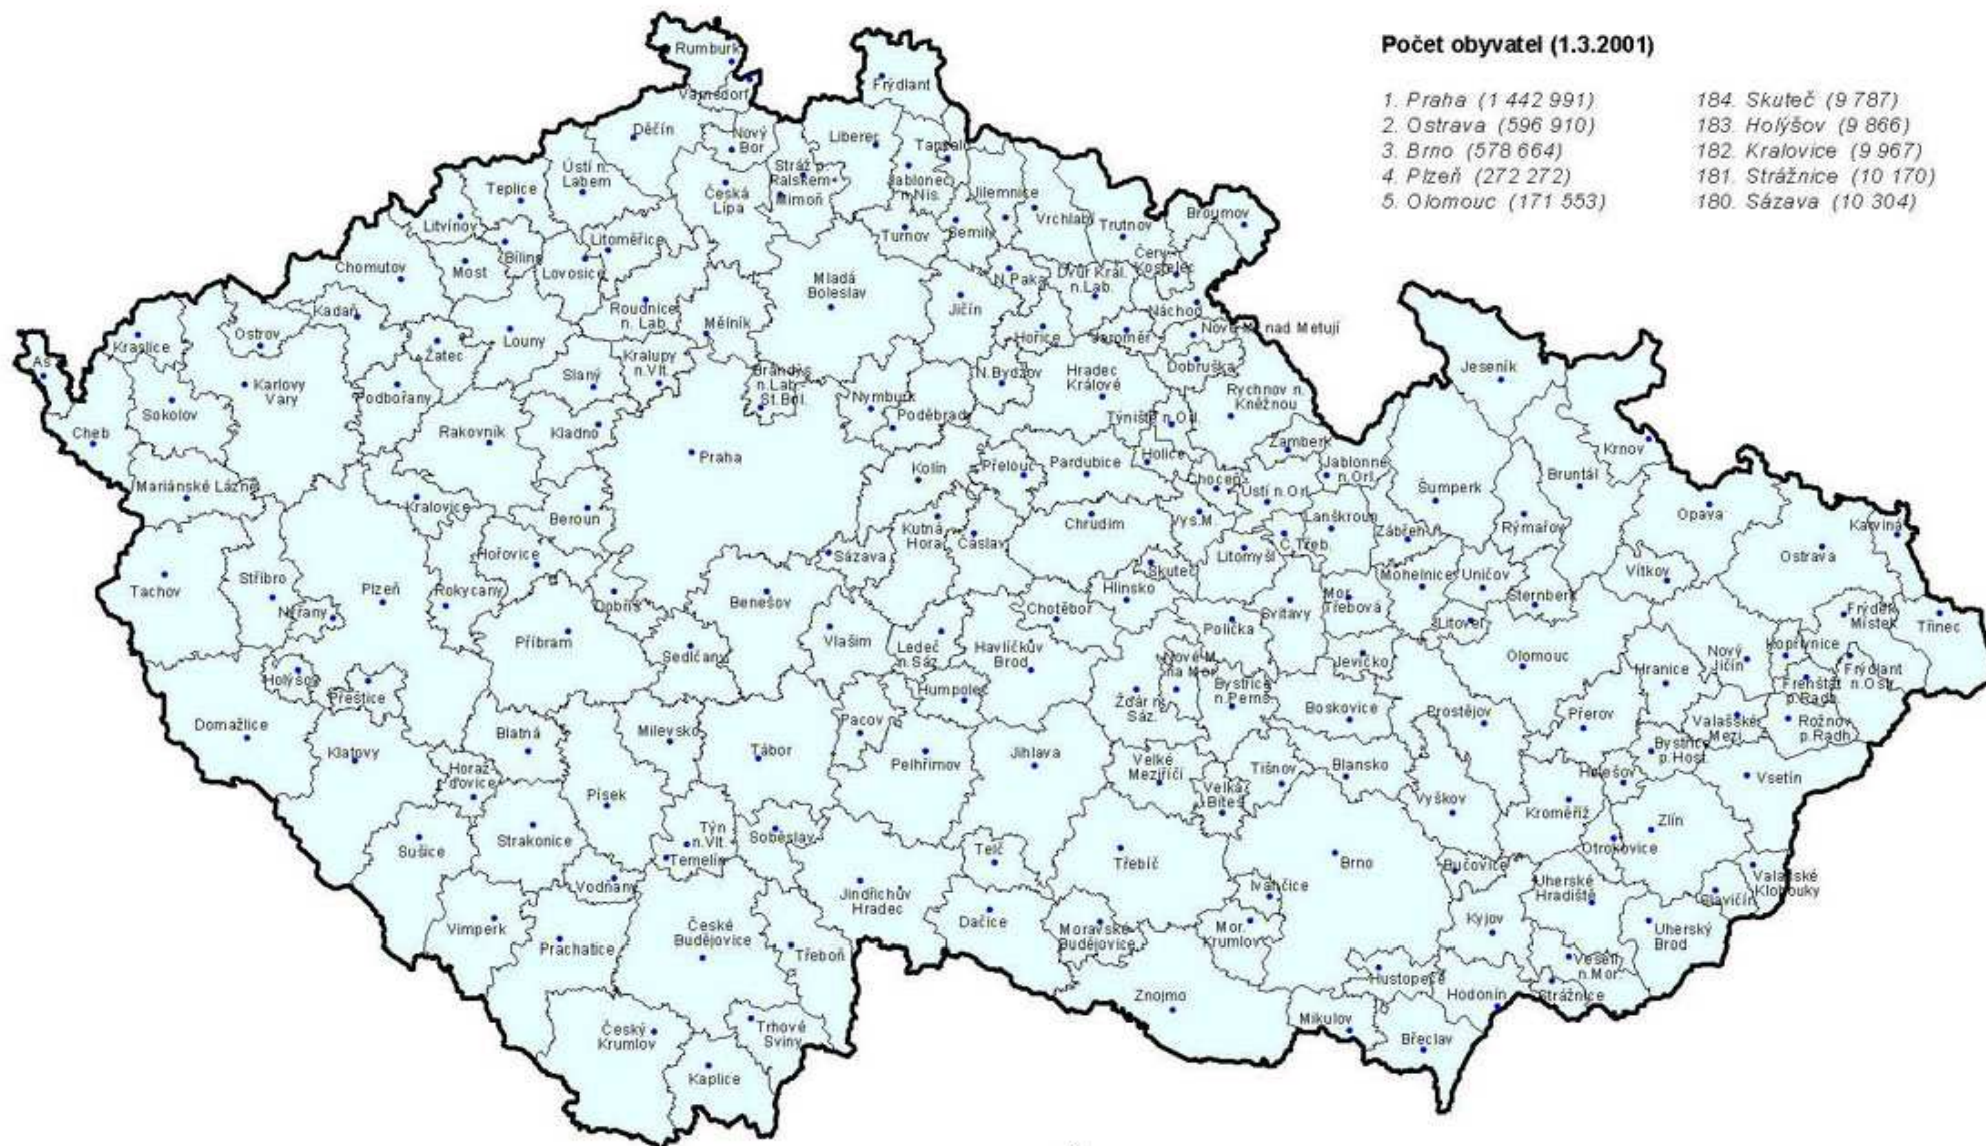 Počet obyvatel (1.3.2001)
1. Praha (1 442 991)
2. Ostrava (596 910)
3. Brno (578 664)
4. Plzeň (272 272)
5. Olomouc (171 553)
184. Skuteč (9 787)
183. Holýšov (9 866)
182. Kralovice (9 967)
181. Strážnice (10 170)
180. Sázava (10 304)
Rumburk
Varnsdorf
Frýdlant
Děčín
Nový
Bor
Liberec
Tanvald
Ústí n.
Labem
Stráž p.
Ralskem
Mimoň
Česká
Lípa
Jablonec
n.Nis.
Jilemnice
Teplice
Litvínov
Vrchlabí
Trutnov
Broumov
Turnov
Semily
Litoměřice
Bílina
Lovosice
Most
Chomutov
Mladá
Boleslav
N.Paka
Dvůr Král.
n.Lab.
Červ.
Kostelec
Jičín
Roudnice
n. Lab.
Mělník
Kadaň
Ostrov
Kraslice
Louny
Žatec
Náchod
Nové M. nad Metují
Hořice
Jaroměř
Aš
Karlovy
Vary
Podbořany
Slaný
Kralupy
n.Vlt.
Brandýs
n.Lab.
St.Bol.
N.Bydžov
Hradec
Králové
Dobruška
Jeseník
Sokolov
Nymburk
Poděbrady
Rychnov n.
Kněžnou
Týniště n.Orl.
Cheb
Rakovník
Kladno
Praha
Žamberk
Krnov
Kolín
Přelouč
Pardubice
Holice
Jablonné
n.Orl.
Bruntál
Mariánské Lázně
Kralovice
Beroun
Choceň
Ústí n.Orl.
Šumperk
Opava
Karviná
Kutná
Hora
Čáslav
Chrudim
Vys.M.
Lanškroun
Zábřeh
Rýmařov
Ostrava
Hořovice
Sázava
Litomyšl
Č.Třeb.
Skuteč
Tachov
Stříbro
Plzeň
Rokycany
Dobříš
Benešov
Hlinsko
Mohelnice
Uničov
Vítkov
Nýřany
Chotěboř
Svitavy
Mor.
Třebová
Šternberk
Frýdek
Místek
Třinec
Příbram
Vlašim
Ledeč
n.Sáz.
Havlíčkův
Brod
Polička
Litovel
Sedlčany
Jevíčko
Olomouc
Hranice
Nový
Jičín
Kopřivnice
Frýdlant
n.Ostr.
Holýšov
Přeštice
Humpolec
Nové M.
na Mor.
Žďár n.
Sáz.
Bystřice
n.Pernš.
Frenštát
p.Radh.
Domažlice
Klatovy
Blatná
Milevsko
Tábor
Pacov
Pelhřimov
Jihlava
Boskovice
Prostějov
Přerov
Valašské
Mezi.
Rožnov
p.Radh.
Horaž-
ďovice
Velké
Meziříčí
Velká
Bíteš
Tišnov
Blansko
Bystřice
p.Host.
Holešov
Vsetín
Písek
Vyškov
Kroměříž
Zlín
Sušice
Strakonice
Týn
n.Vlt.
Temelín
Soběslav
Telč
Třebíč
Brno
Otrokovice
Bučovice
Vodňany
Jindřichův
Hradec
Ivančice
Uherské
Hradiště
Valašské
Klobouky
Slavičín
Vimperk
Prachatice
České
Budějovice
Třeboň
Dačice
Moravské
Budějovice
Mor.
Krumlov
Kyjov
Uherský
Brod
Veselí
n.Mor.
Hustopeče
Strážnice
Znojmo
Hodonín
Český
Krumlov
Trhové
Sviny
Mikulov
Břeclav
Kaplice